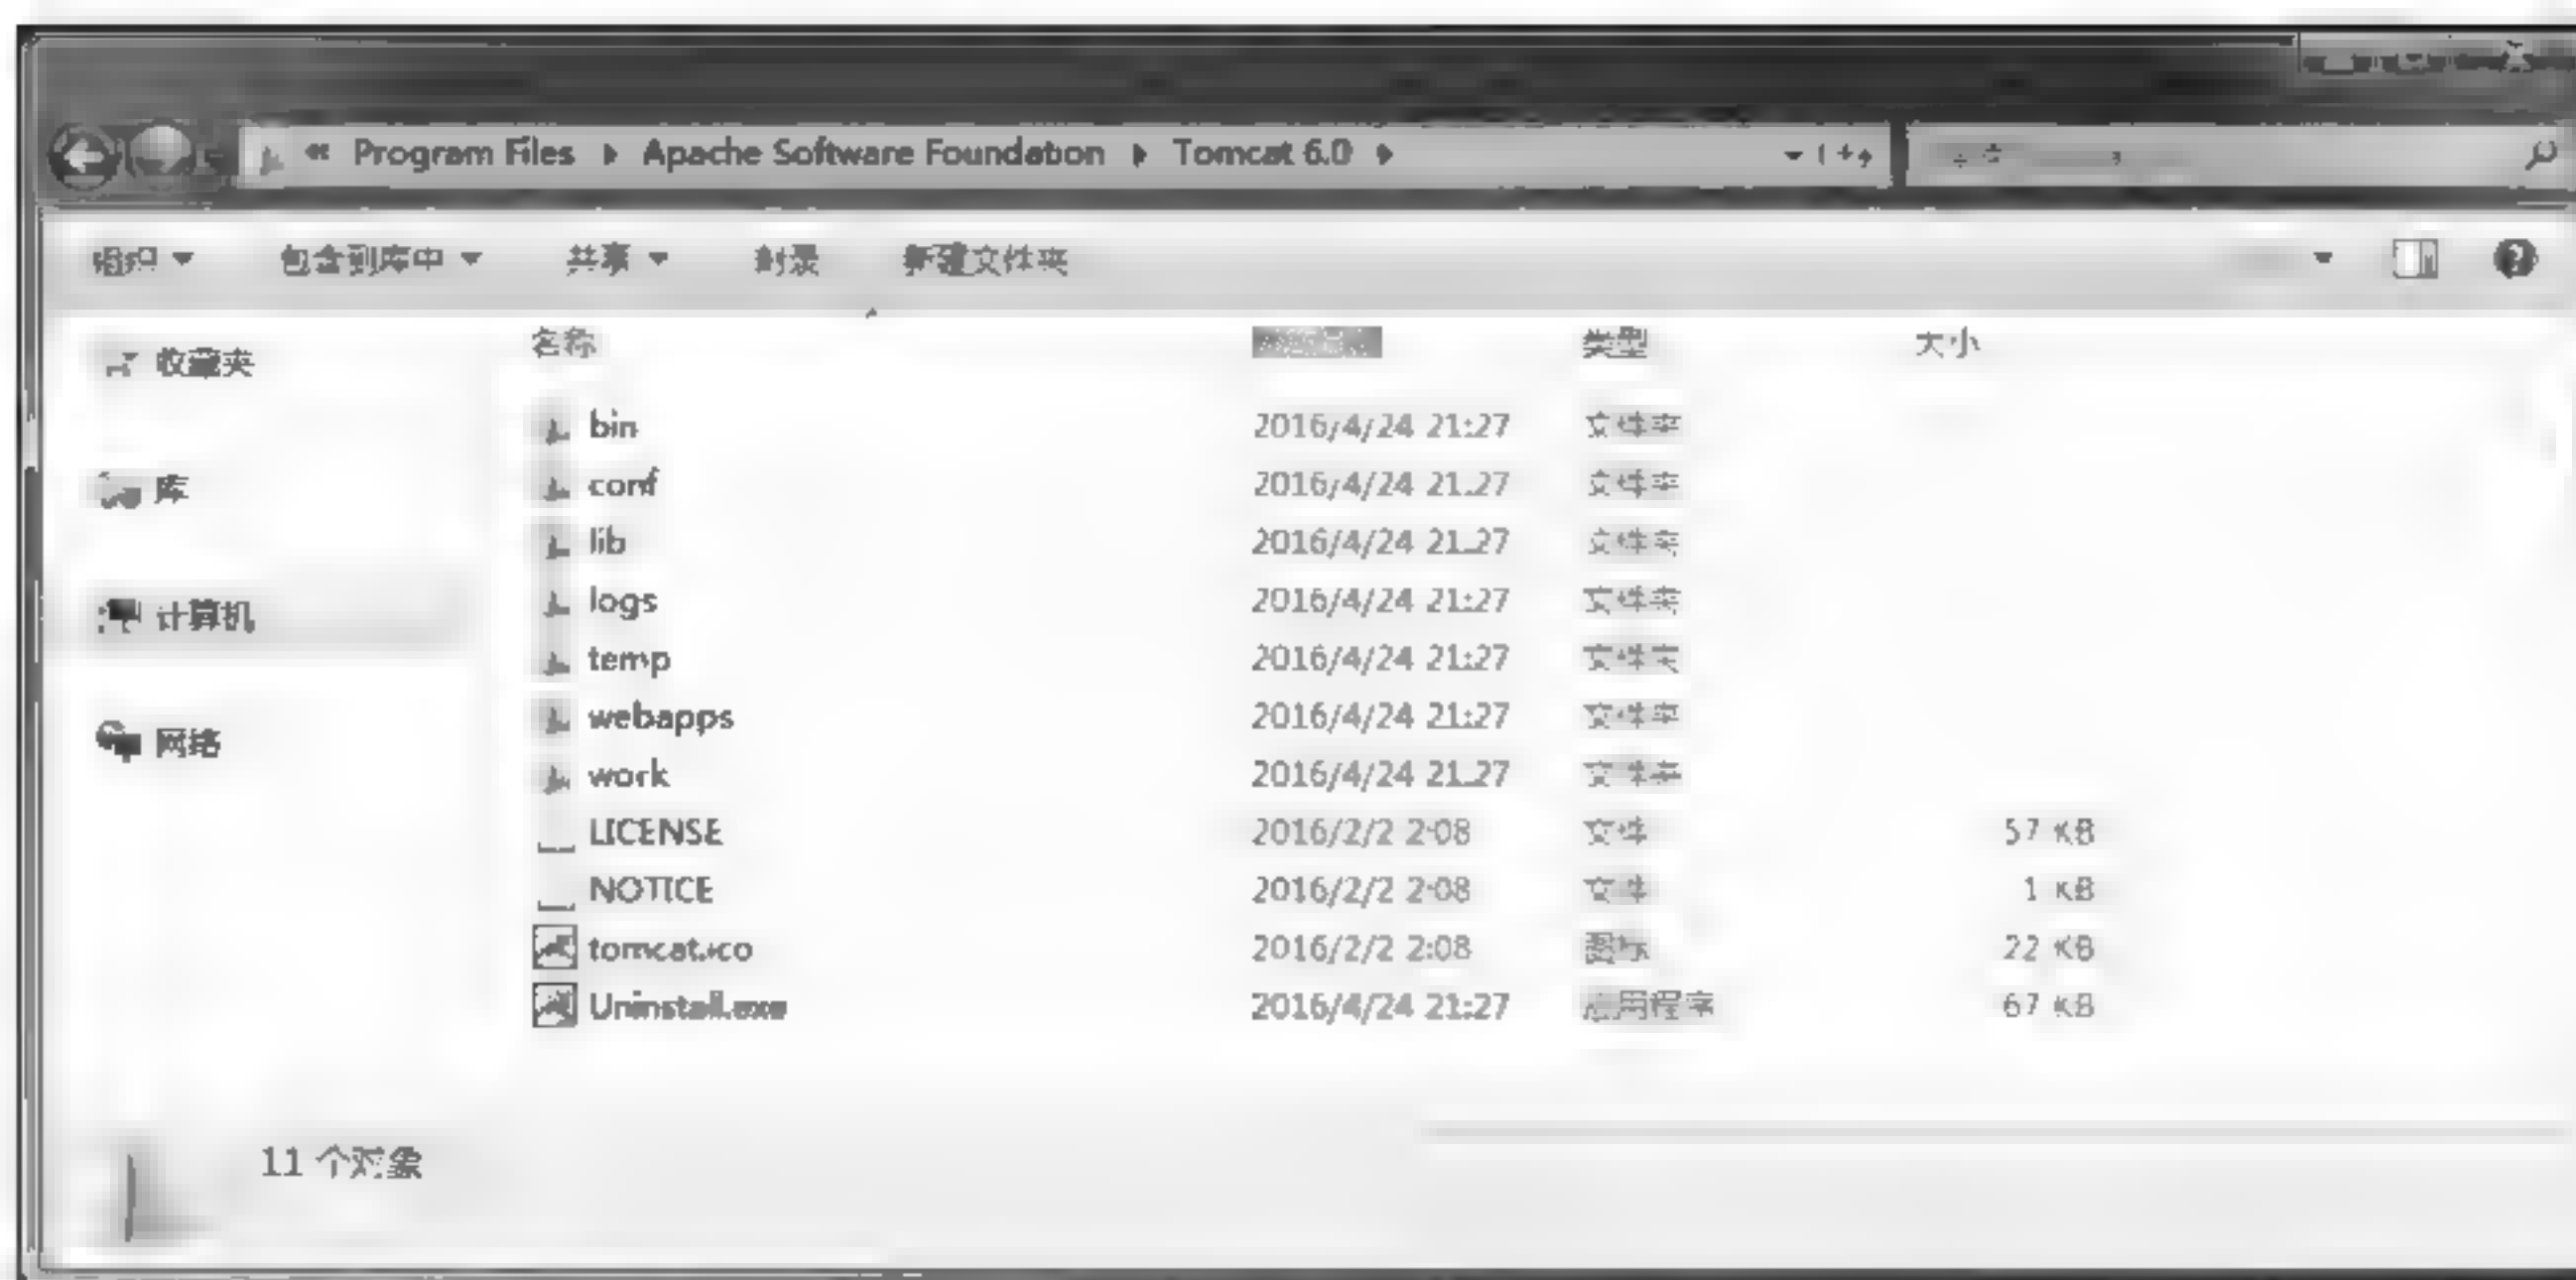 « Program Files ▸ Apache Software Foundation ▸ Tomcat 6.0 ▸
组织 包含到库中 共享 刻录 新建文件夹
名称 类型 大小
收藏夹
库
计算机
网络
bin 2016/4/24 21:27 文件夹
conf 2016/4/24 21:27 文件夹
lib 2016/4/24 21:27 文件夹
logs 2016/4/24 21:27 文件夹
temp 2016/4/24 21:27 文件夹
webapps 2016/4/24 21:27 文件夹
work 2016/4/24 21:27 文件夹
LICENSE 2016/2/2 2:08 文件 57 KB
NOTICE 2016/2/2 2:08 文件 1 KB
tomcat.ico 2016/2/2 2:08 图标 22 KB
Uninstall.exe 2016/4/24 21:27 应用程序 67 KB
11 个对象